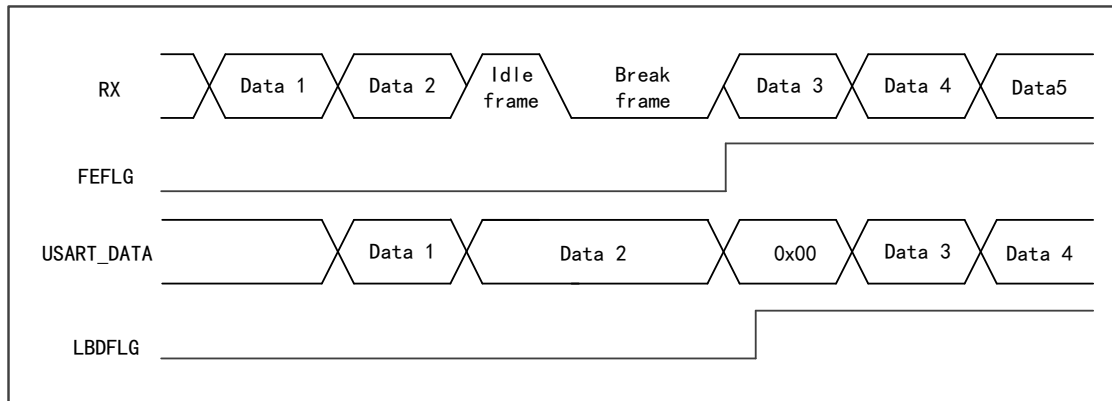 RX
Data 1
Data 2
Idle
frame
Break
frame
Data 3
Data 4
Data5
FEFLG
USART_DATA
Data 1
Data 2
0x00
Data 3
Data 4
LBDFLG